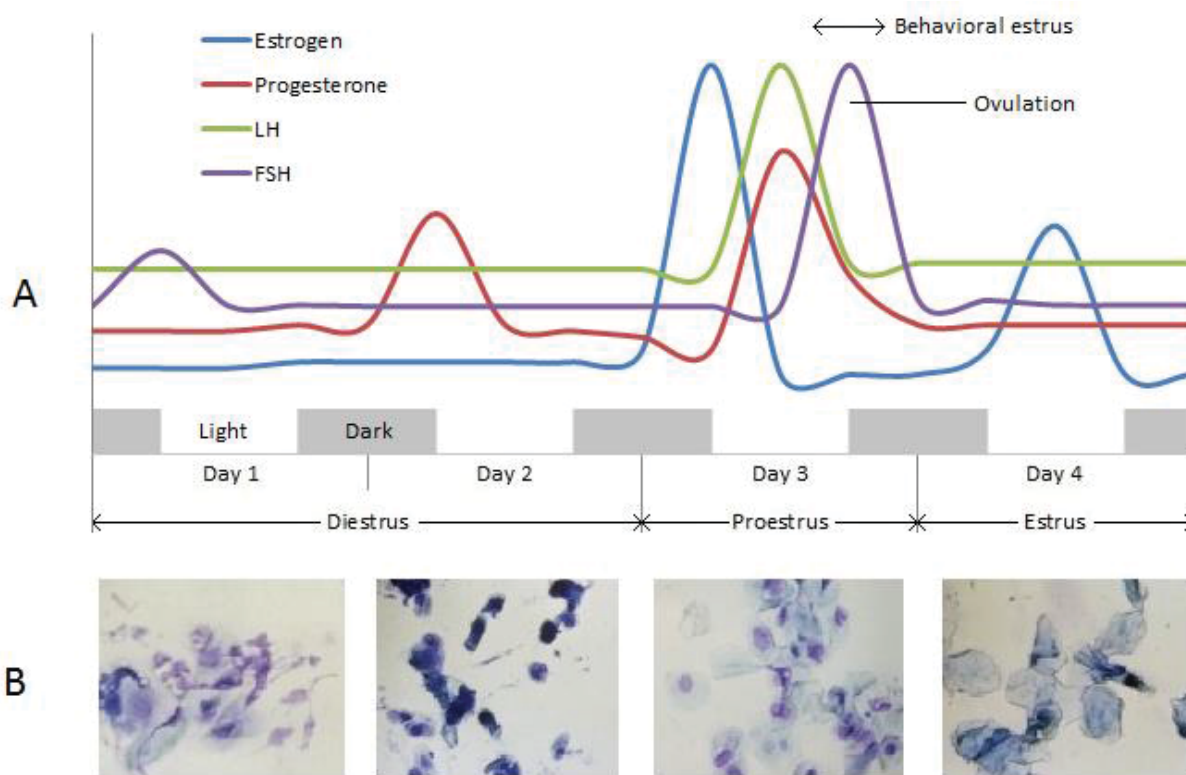 Behavioral estrus
Estrogen
Progesterone
LH
FSH
Ovulation
A
Light
Dark
Day 1
Day 2
Day 3
Day 4
Diestrus
Proestrus
Estrus
B